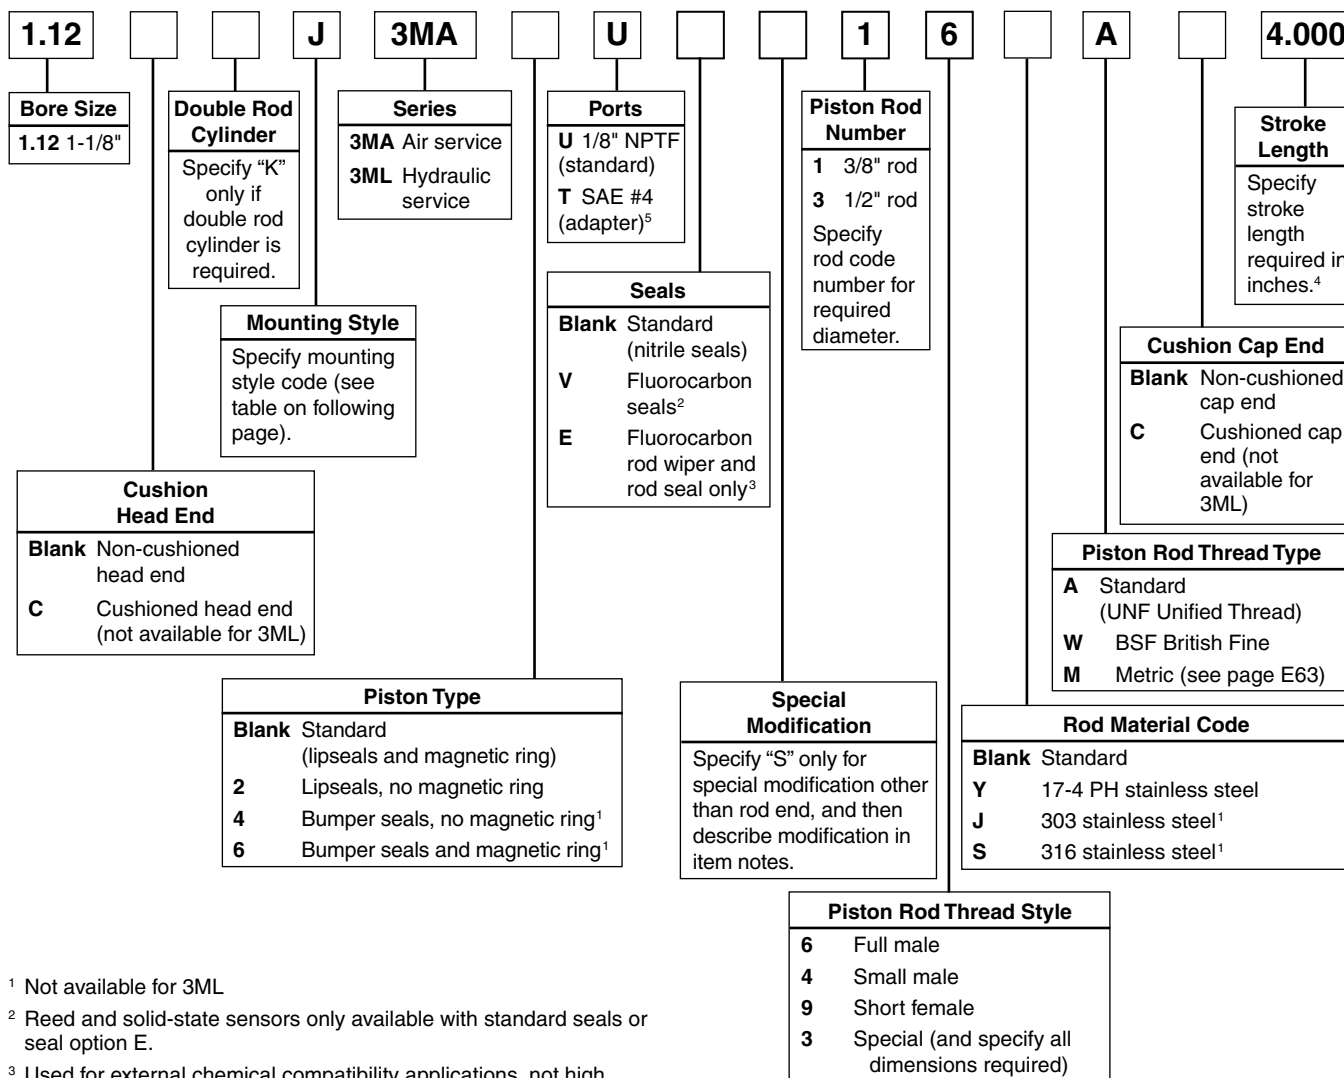 1.12 J 3MA U 1 6 A 4.000
Bore Size
1.12 1-1/8"
Double Rod
Cylinder
Specify “K”
only if
double rod
cylinder is
required.
Series
3MA Air service
3ML Hydraulic
service
Ports
U 1/8" NPTF
(standard)
T SAE #4
(adapter)5
Piston Rod
Number
1 3/8" rod
3 1/2" rod
Specify
rod code
number for
required
diameter.
Stroke
Length
Specify
stroke
length
required in
inches.4
Mounting Style
Specify mounting
style code (see
table on following
page).
Seals
Blank Standard
(nitrile seals)
V Fluorocarbon
seals2
E Fluorocarbon
rod wiper and
rod seal only3
Cushion Cap End
Blank Non-cushioned
cap end
C Cushioned cap
end (not
available for
3ML)
Cushion
Head End
Blank Non-cushioned
head end
C Cushioned head end
(not available for 3ML)
Piston Rod Thread Type
A Standard
(UNF Unified Thread)
W BSF British Fine
M Metric (see page E63)
Piston Type
Blank Standard
(lipseals and magnetic ring)
2 Lipseals, no magnetic ring
4 Bumper seals, no magnetic ring1
6 Bumper seals and magnetic ring1
Special
Modification
Specify “S” only for
special modification other
than rod end, and then
describe modification in
item notes.
Rod Material Code
Blank Standard
Y 17-4 PH stainless steel
J 303 stainless steel1
S 316 stainless steel1
Piston Rod Thread Style
6 Full male
4 Small male
9 Short female
3 Special (and specify all
dimensions required)
1 Not available for 3ML
2 Reed and solid-state sensors only available with standard seals or
seal option E.
3 Used for external chemical compatibility applications, not high